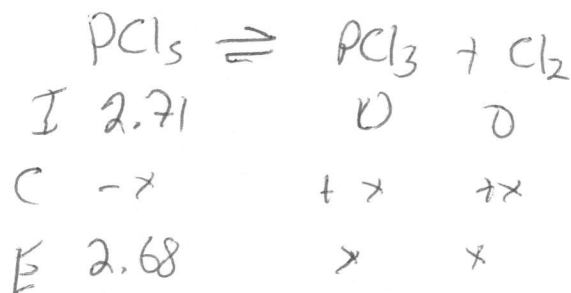 PCl₅ ⇌ PCl₃ + Cl₂
I 2.71 0 0
C -x +x +x
E 2.68 x x